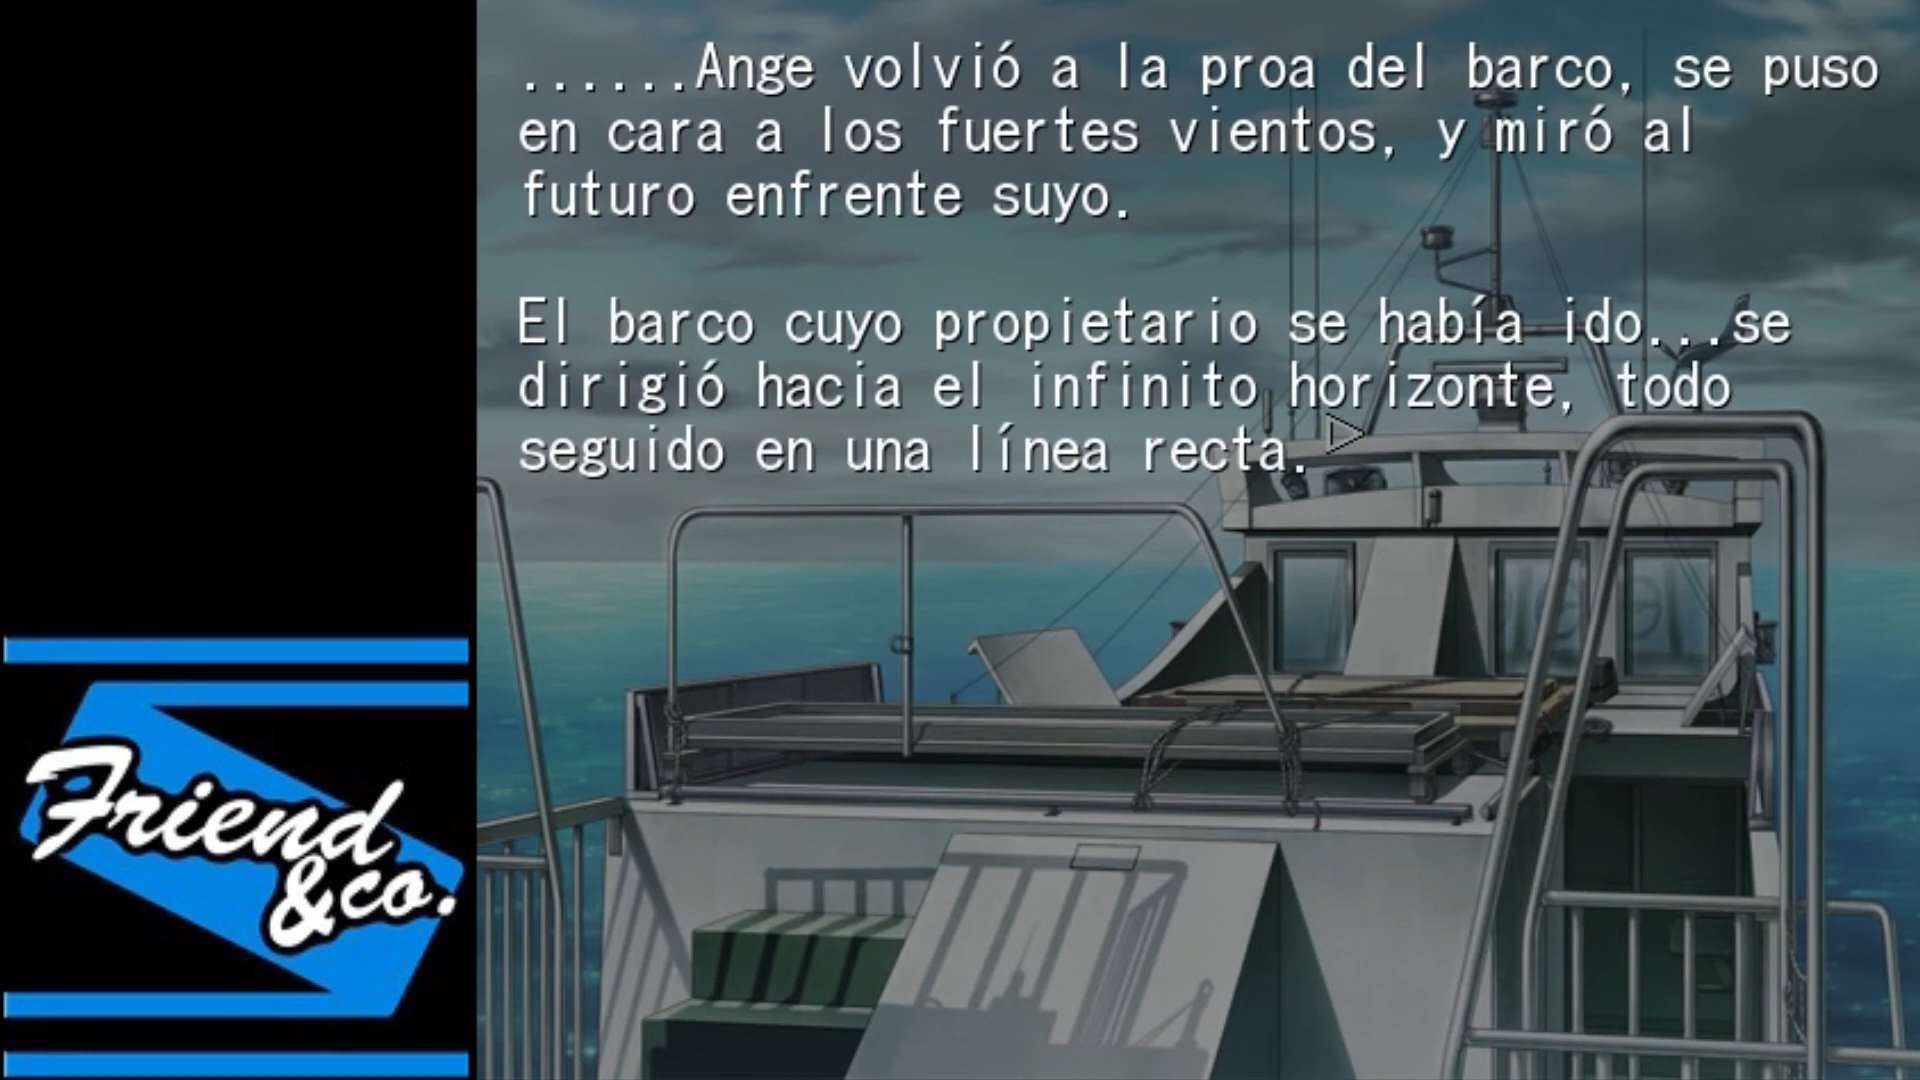 ......Ange volvió a la proa del barco, se puso
en cara a los fuertes vientos, y miró al
futuro enfrente suyo.
El barco cuyo propietario se había ido...se
dirigió hacia el infinito horizonte, todo
seguido en una línea recta.
Friend
&co.